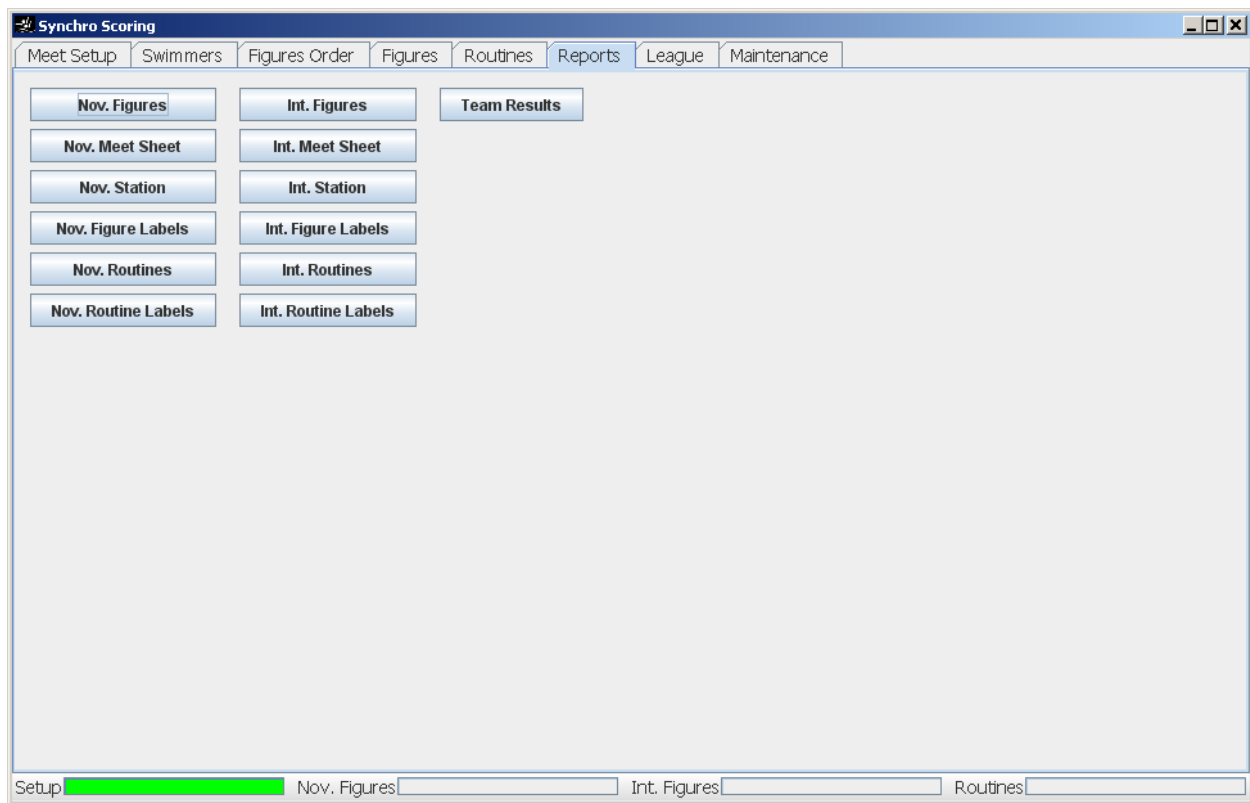 Synchro Scoring
Meet Setup Swimmers Figures Order Figures Routines Reports League Maintenance
Nov. Figures Int. Figures Team Results
Nov. Meet Sheet Int. Meet Sheet
Nov. Station Int. Station
Nov. Figure Labels Int. Figure Labels
Nov. Routines Int. Routines
Nov. Routine Labels Int. Routine Labels
Setup Nov. Figures Int. Figures Routines